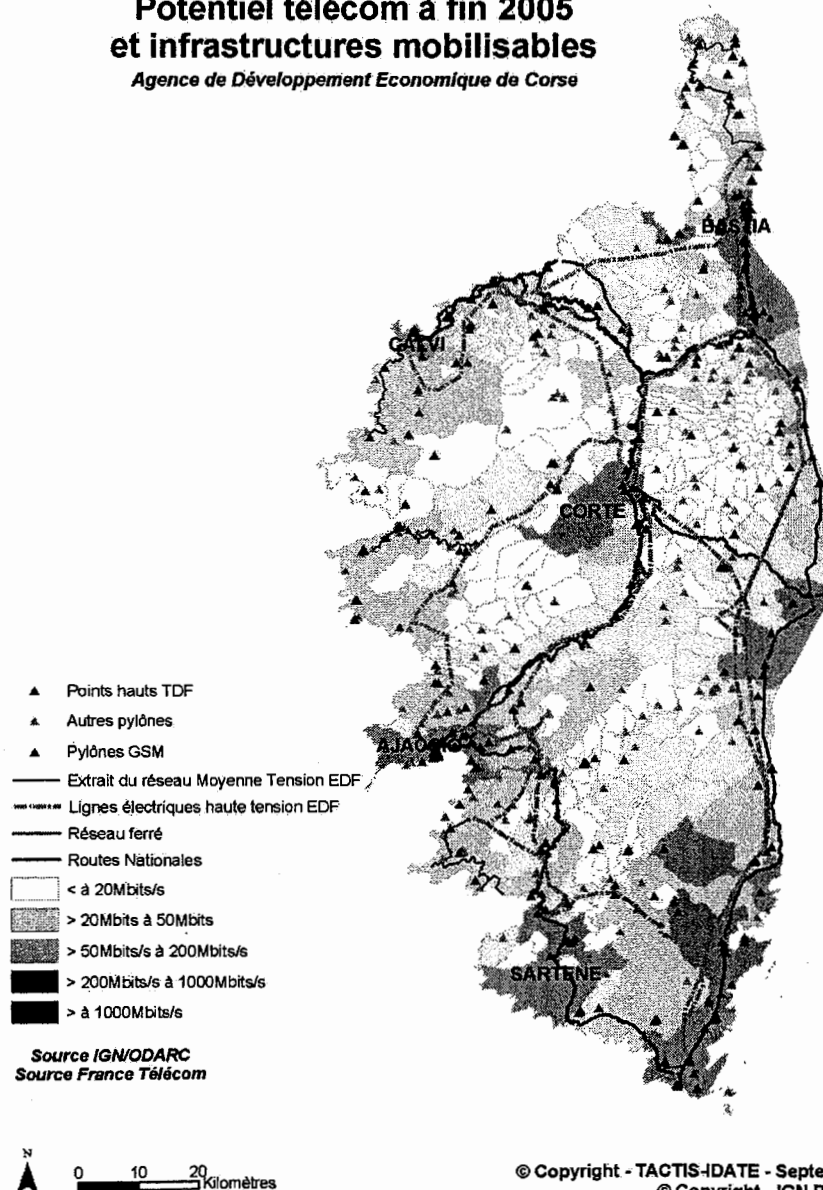 Potentiel télécom à fin 2005
et infrastructures mobilisables
Agence de Développement Economique de Corse
BASTIA
CALVI
CORTE
AJACCIO
SARTENE
Points hauts TDF
Autres pylônes
Pylônes GSM
Extrait du réseau Moyenne Tension EDF
Lignes électriques haute tension EDF
Réseau ferré
Routes Nationales
< à 20Mbits/s
> 20Mbits à 50Mbits
> 50Mbits/s à 200Mbits/s
> 200Mbits/s à 1000Mbits/s
> à 1000Mbits/s
Source IGN/ODARC
Source France Télécom
N
0 10 20 Kilomètres
© Copyright - TACTIS-IDATE - Septe
© Copyright - IGN